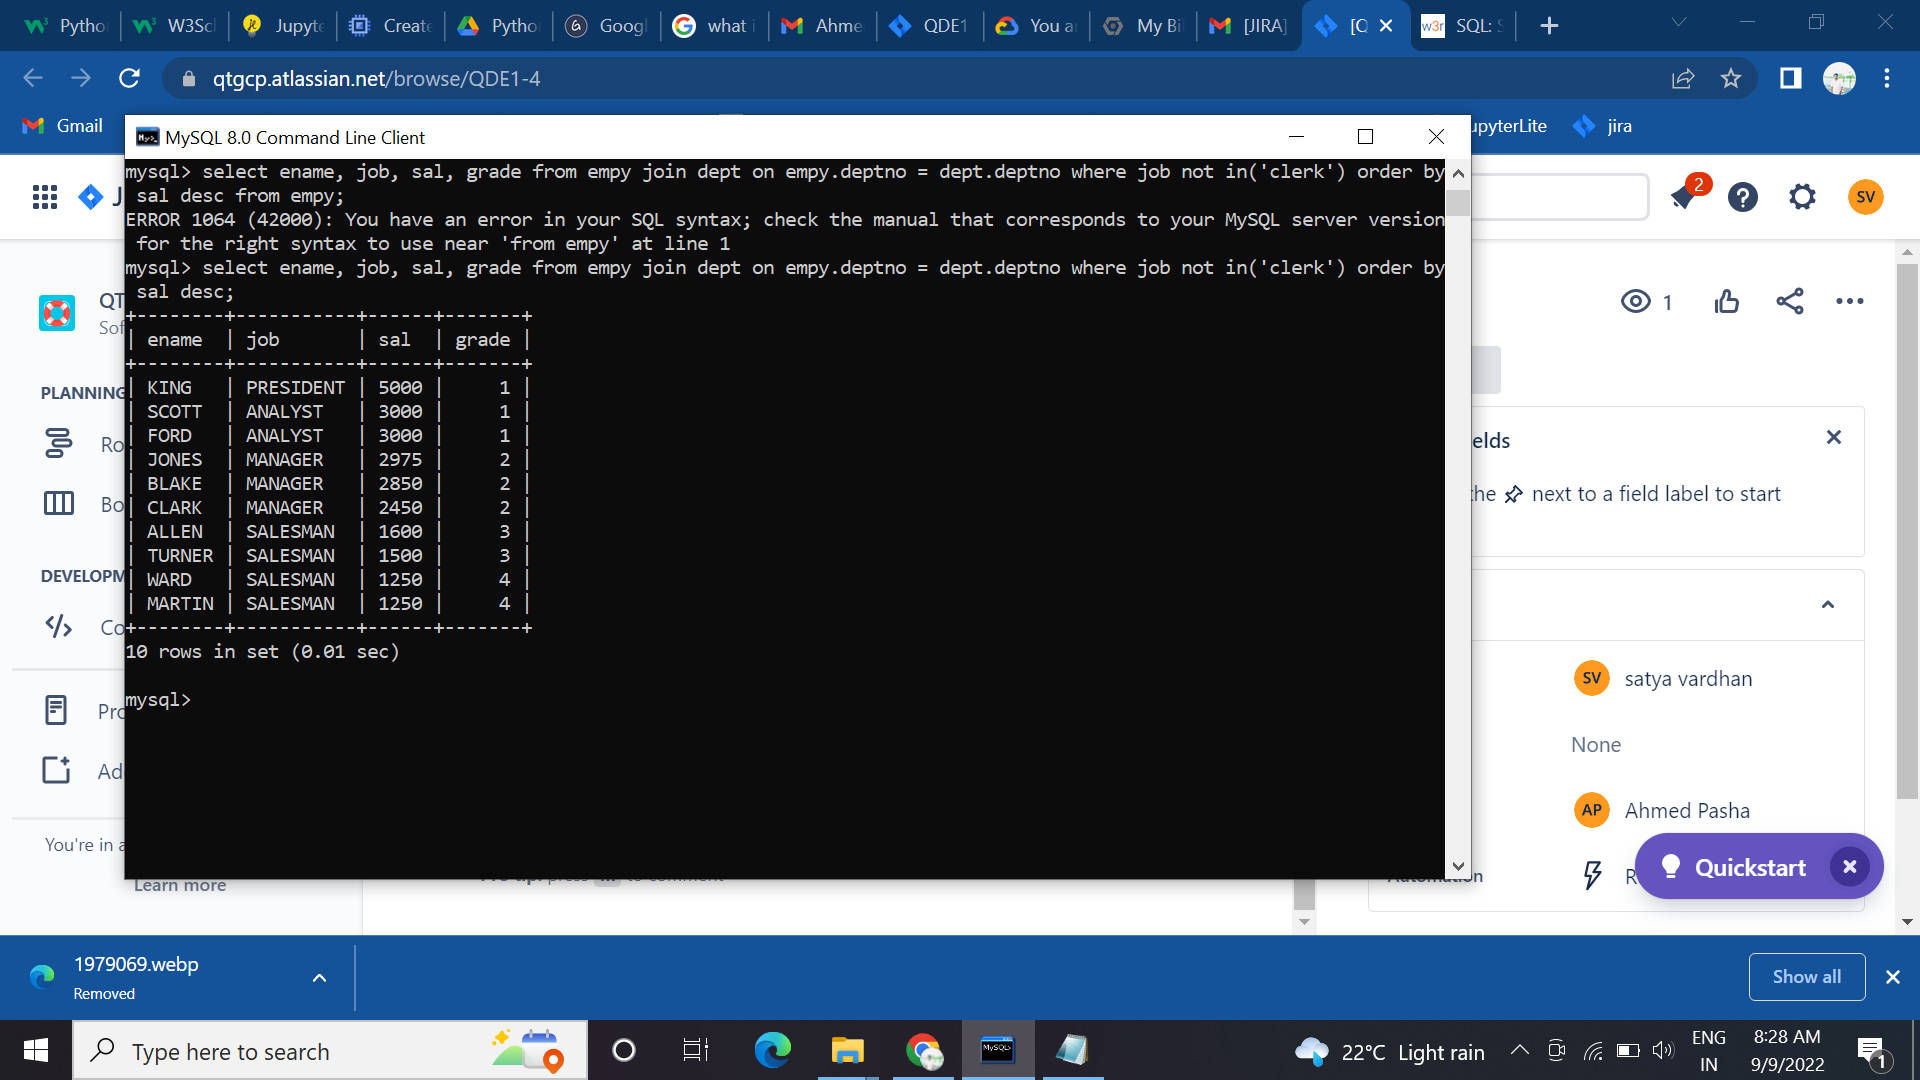 Pytho
W3Sc
Jupyte
Create
Pytho
Goog
what i
Ahme
QDE1
You a
My Bi
[JIRA]
[Q
SQL: S
qtgcp.atlassian.net/browse/QDE1-4
Gmail
upyterLite
jira
MySQL 8.0 Command Line Client
mysql> select ename, job, sal, grade from empy join dept on empy.deptno = dept.deptno where job not in('clerk') order by
sal desc from empy;
ERROR 1064 (42000): You have an error in your SQL syntax; check the manual that corresponds to your MySQL server version
for the right syntax to use near 'from empy' at line 1
mysql> select ename, job, sal, grade from empy join dept on empy.deptno = dept.deptno where job not in('clerk') order by
sal desc;
+--------+-----------+------+-------+
| ename | job | sal | grade |
+--------+-----------+------+-------+
| KING | PRESIDENT | 5000 | 1 |
| SCOTT | ANALYST | 3000 | 1 |
| FORD | ANALYST | 3000 | 1 |
| JONES | MANAGER | 2975 | 2 |
| BLAKE | MANAGER | 2850 | 2 |
| CLARK | MANAGER | 2450 | 2 |
| ALLEN | SALESMAN | 1600 | 3 |
| TURNER | SALESMAN | 1500 | 3 |
| WARD | SALESMAN | 1250 | 4 |
| MARTIN | SALESMAN | 1250 | 4 |
+--------+-----------+------+-------+
10 rows in set (0.01 sec)
mysql>
J
2
SV
QT
Sof
PLANNING
Ro
Bo
DEVELOPM
Co
Pro
Ad
You're in a
Learn more
1
elds
the next to a field label to start
SV satya vardhan
None
AP Ahmed Pasha
Automation
R
Quickstart
1979069.webp
Removed
Show all
Type here to search
22°C Light rain
ENG
IN
8:28 AM
9/9/2022
1